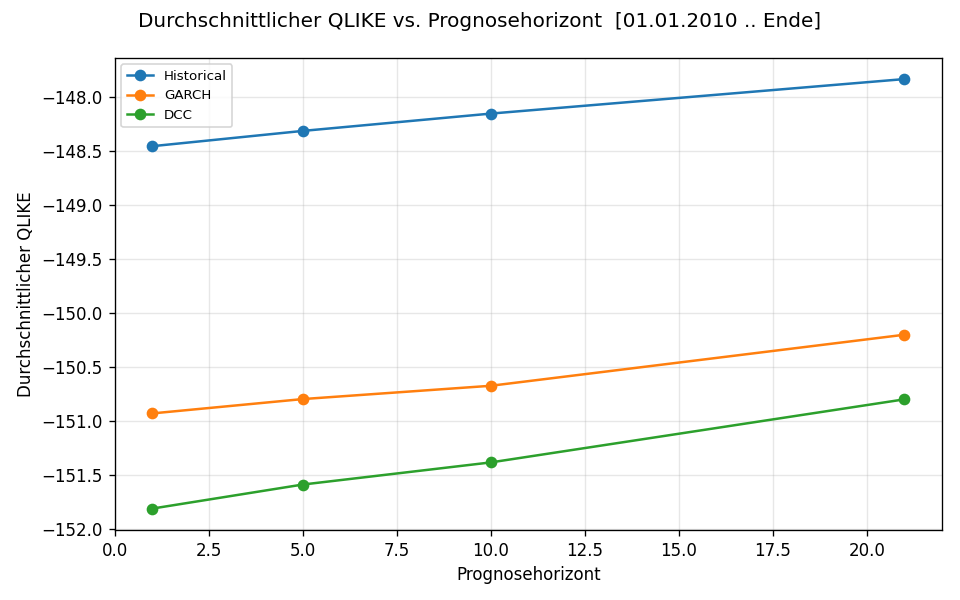 Durchschnittlicher QLIKE vs. Prognosehorizont  [01.01.2010 .. Ende]
Historical
GARCH
DCC
Durchschnittlicher QLIKE
−148.0
−148.5
−149.0
−149.5
−150.0
−150.5
−151.0
−151.5
−152.0
0.0 2.5 5.0 7.5 10.0 12.5 15.0 17.5 20.0
Prognosehorizont